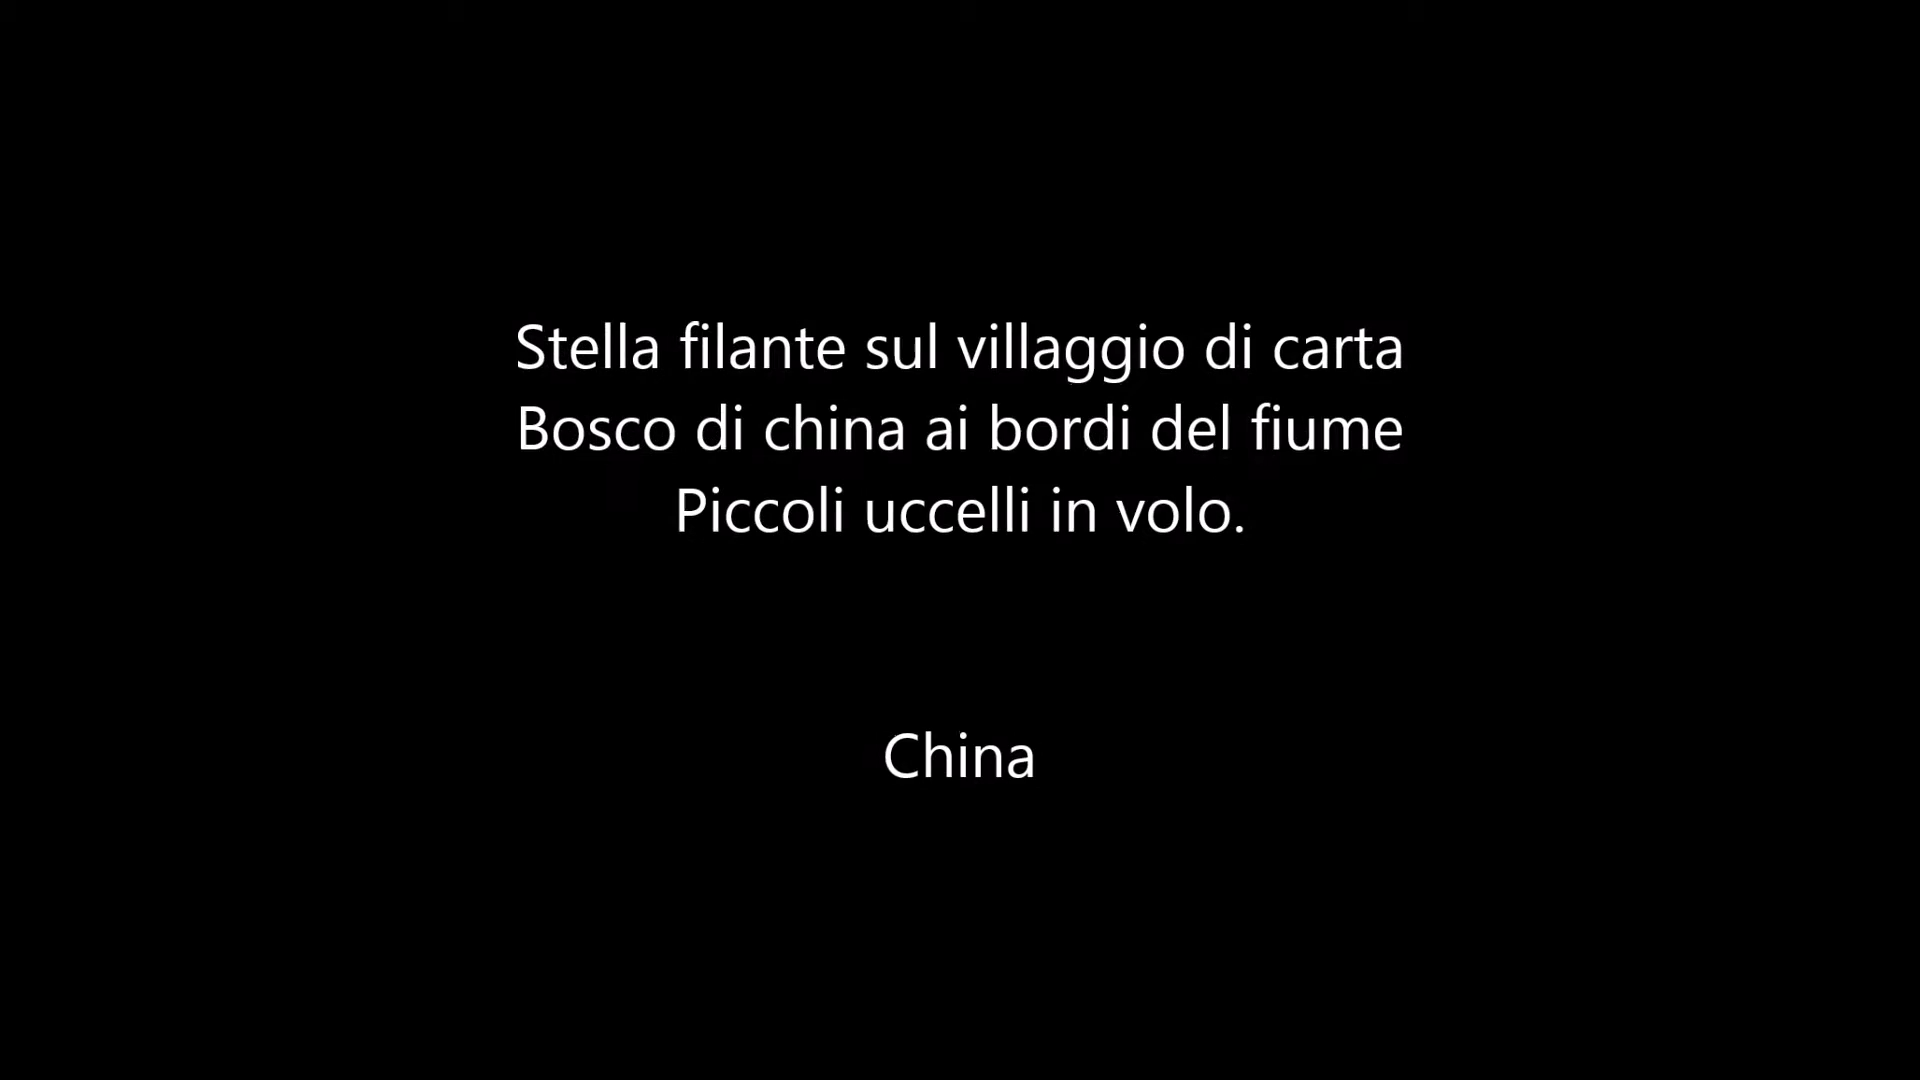 Stella filante sul villaggio di carta
Bosco di china ai bordi del fiume
Piccoli uccelli in volo.
China